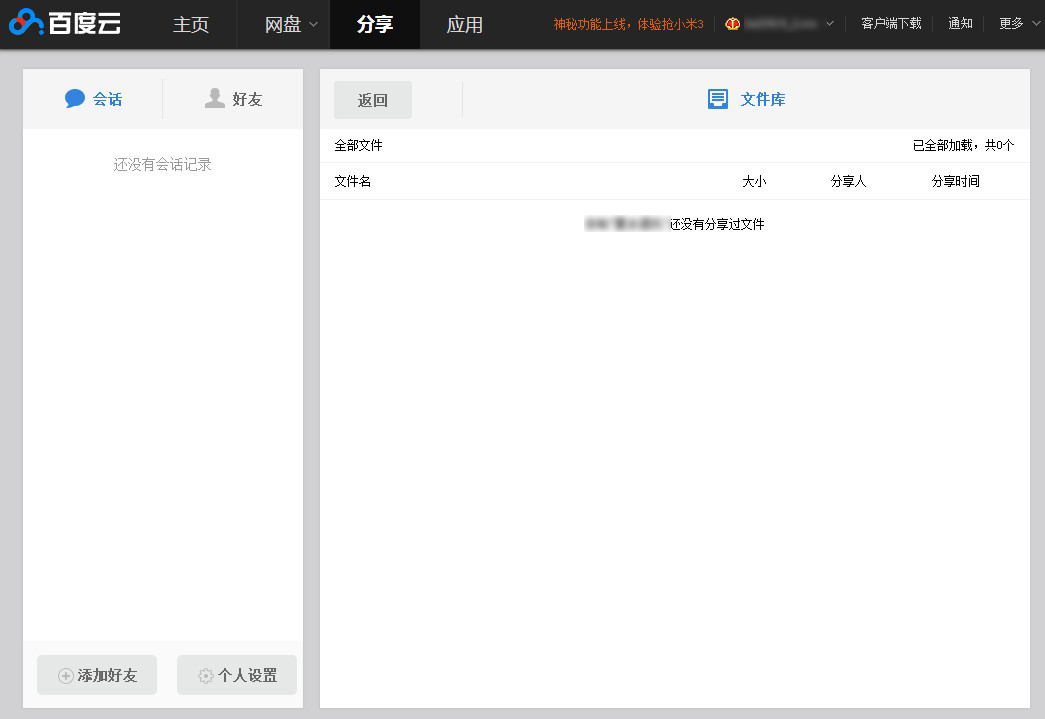 百度云 主页 网盘 分享 应用 神秘功能上线，体验抢小米3 客户端下载 通知 更多
会话 好友
返回 文件库
还没有会话记录
全部文件 已全部加载，共0个
文件名 大小 分享人 分享时间
还没有分享过文件
添加好友 个人设置